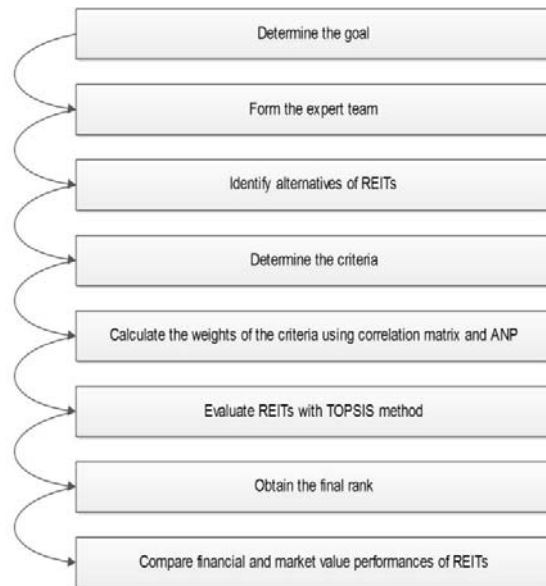 Determine the goal
Form the expert team
Identify alternatives of REITs
Determine the criteria
Calculate the weights of the criteria using correlation matrix and ANP
Evaluate REITs with TOPSIS method
Obtain the final rank
Compare financial and market value performances of REITs